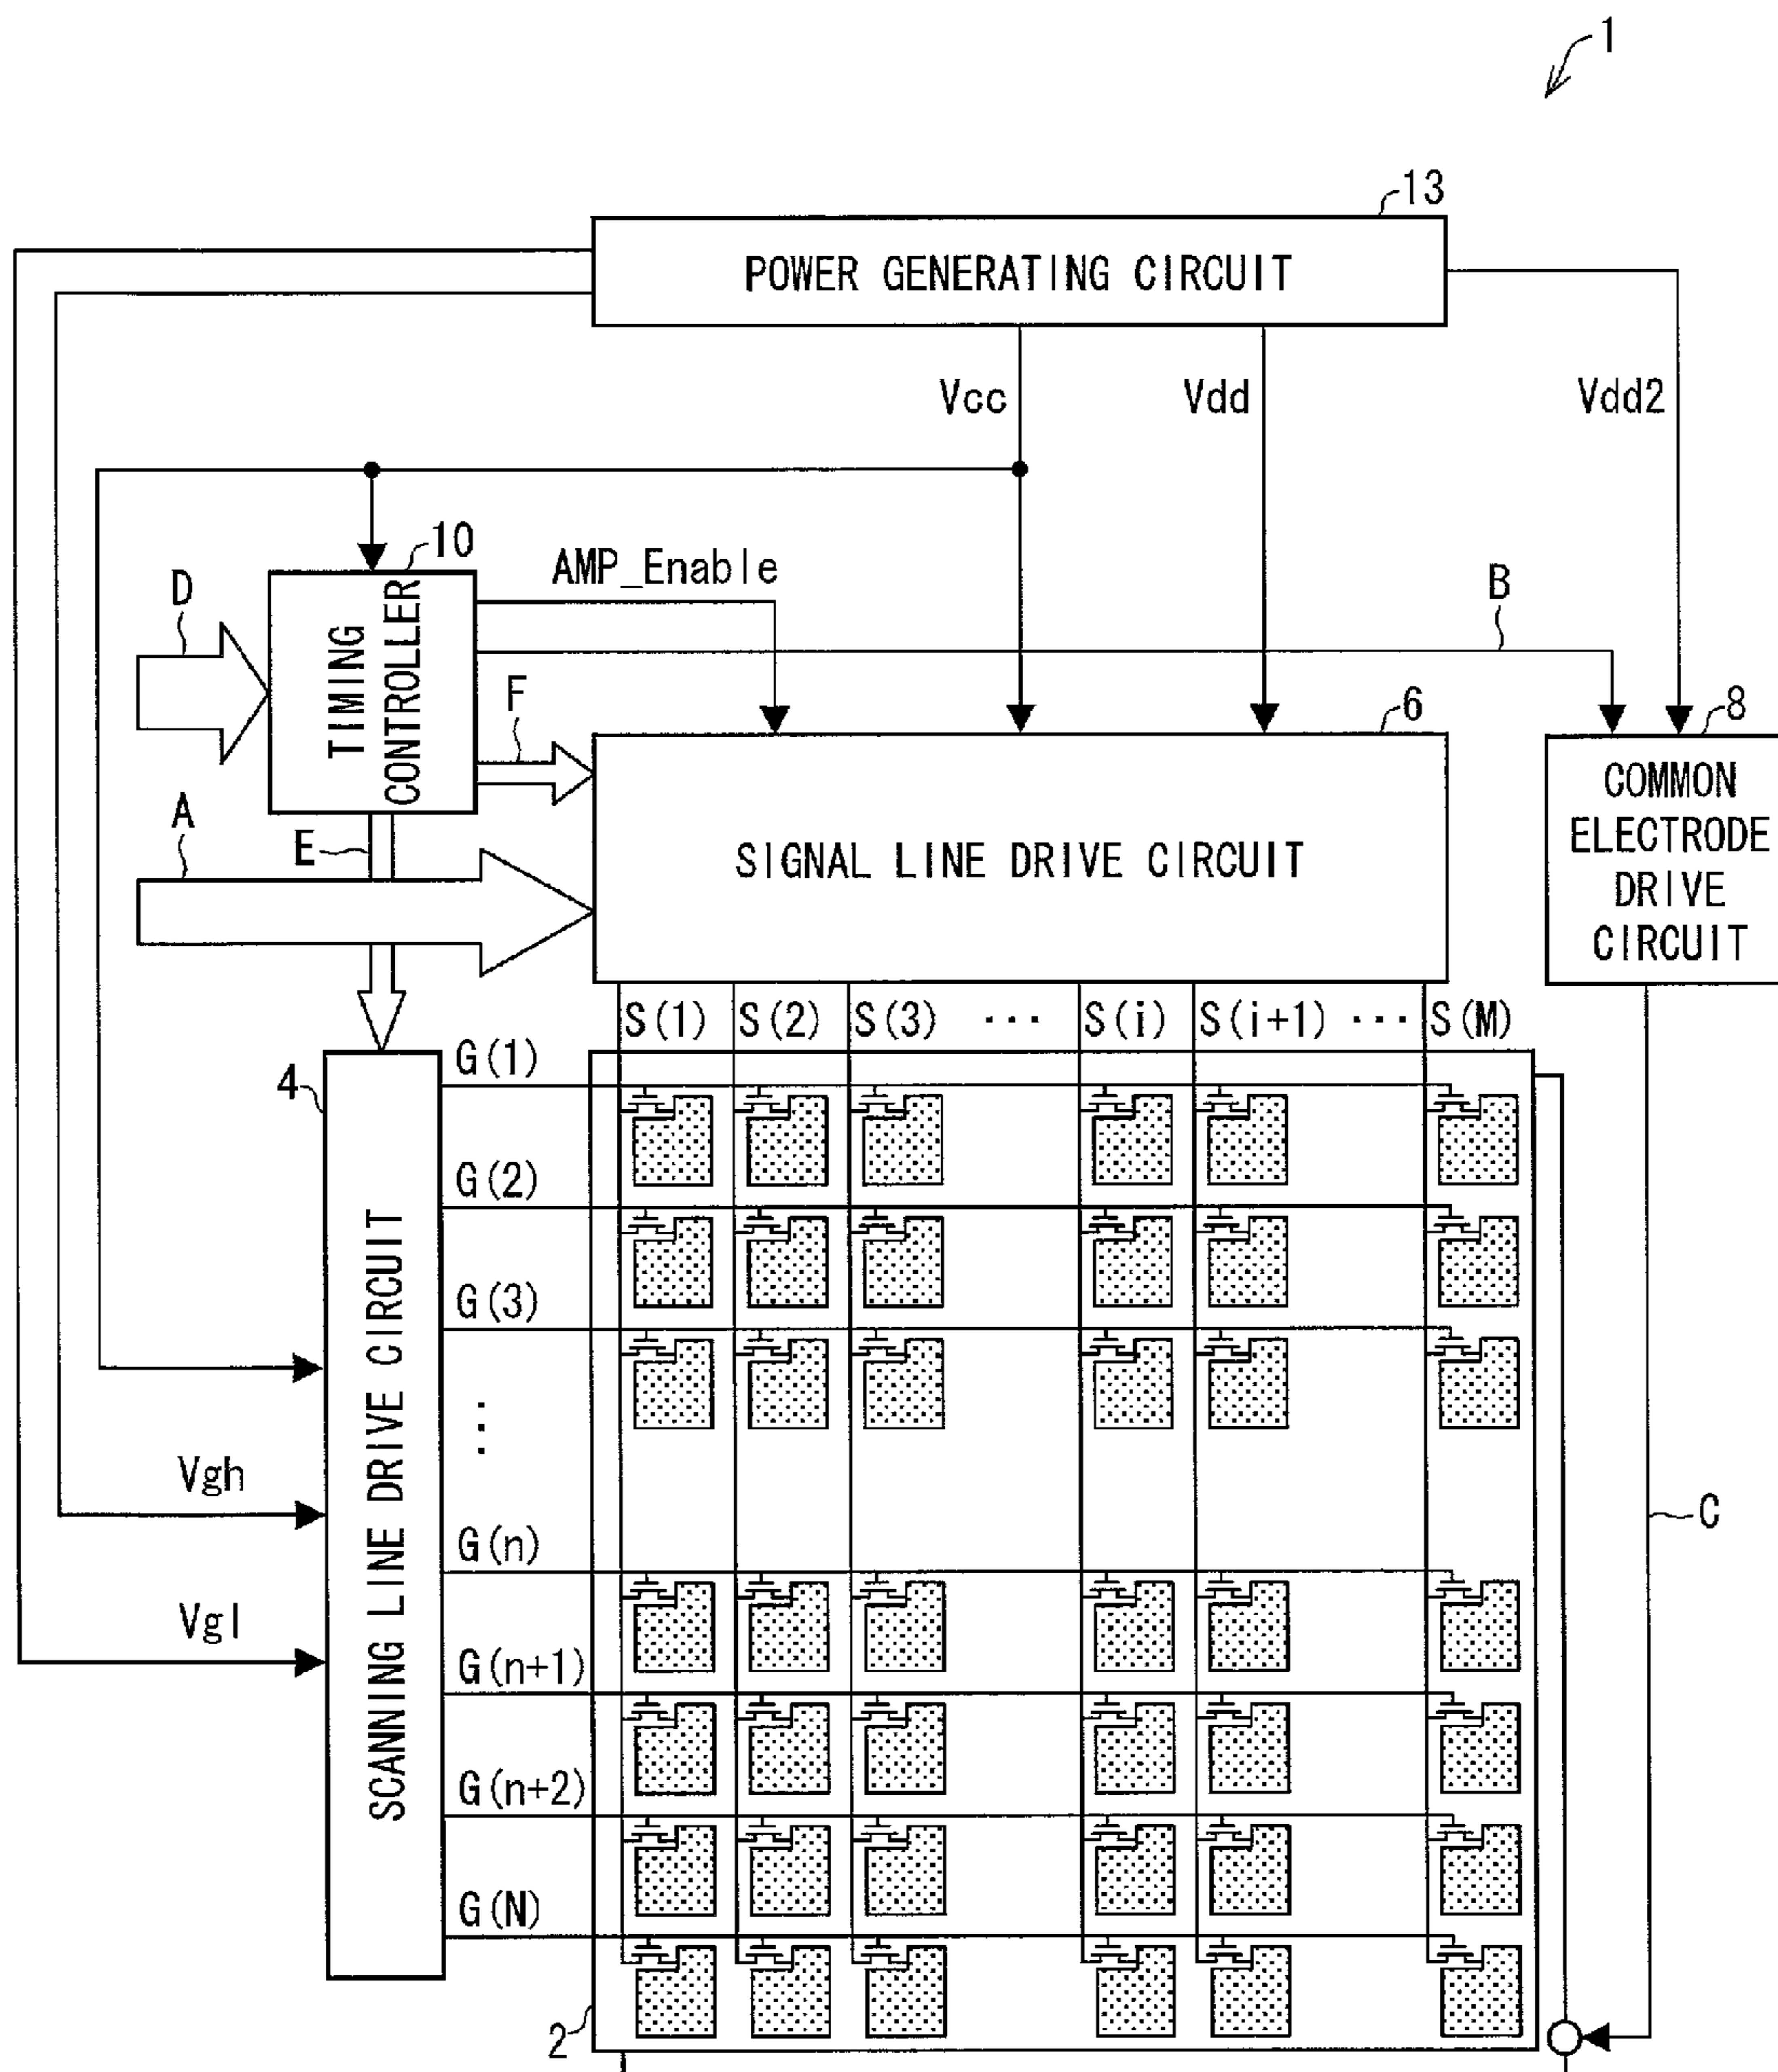 1
13
POWER GENERATING CIRCUIT
Vcc
Vdd
Vdd2
10
AMP_Enable
D
B
TIMING
CONTROLLER
F
6
8
A
E
SIGNAL LINE DRIVE CIRCUIT
COMMON
ELECTRODE
DRIVE
CIRCUIT
S(1) S(2) S(3) ... S(i) S(i+1) ... S(M)
4
G(1)
G(2)
G(3)
SCANNING LINE DRIVE CIRCUIT
⋮
Vgh
C
G(n)
Vgl
G(n+1)
G(n+2)
G(N)
2